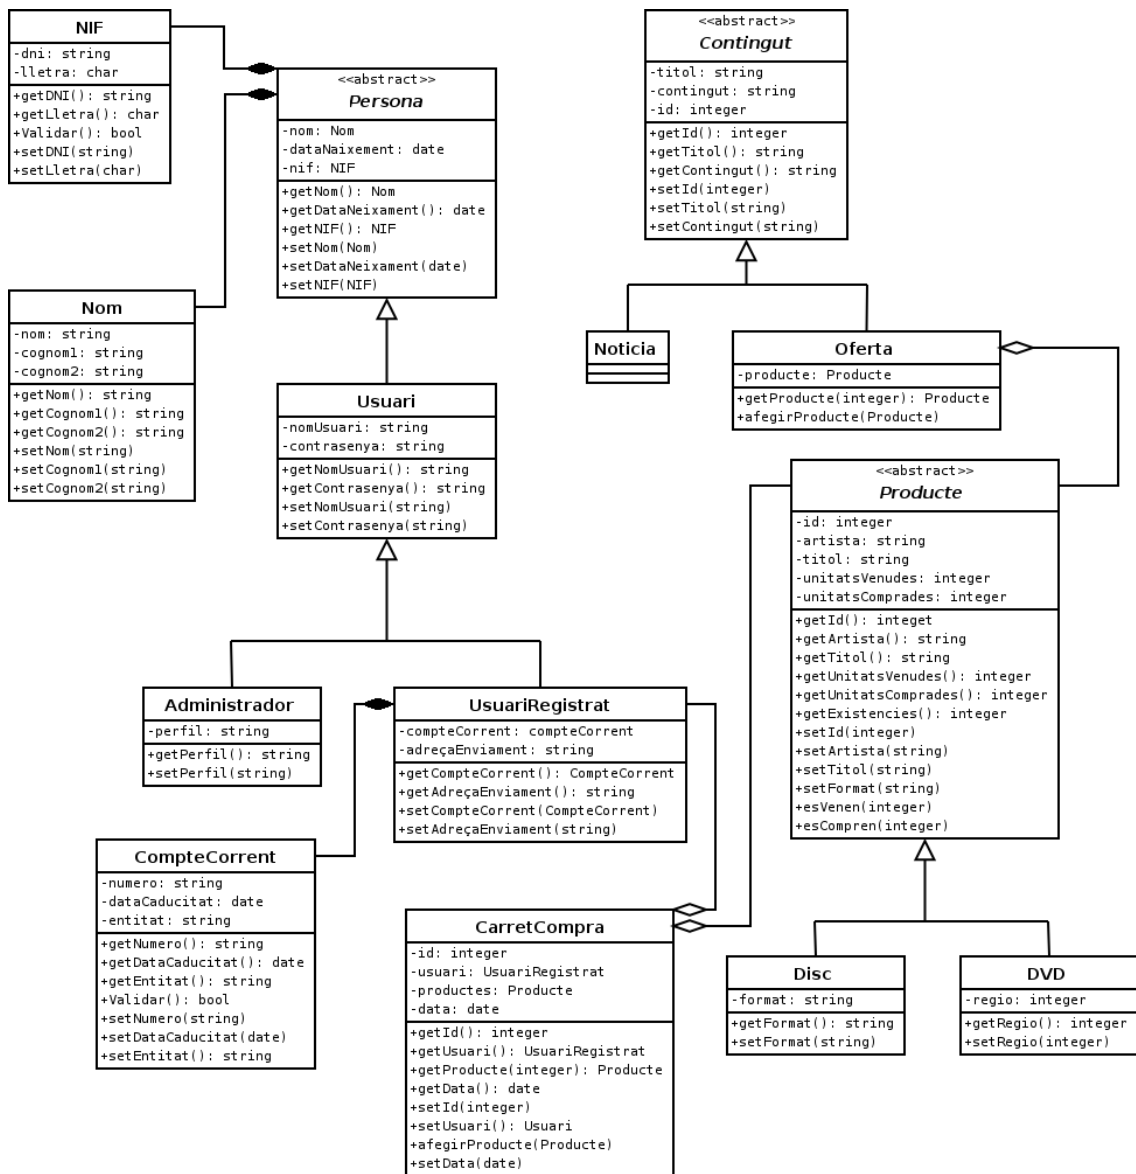 NIF
-dni: string
-lletra: char
+getDNI(): string
+getLletra(): char
+Validar(): bool
+setDNI(string)
+setLletra(char)
<<abstract>>
Persona
-nom: Nom
-dataNaixement: date
-nif: NIF
+getNom(): Nom
+getDataNeixament(): date
+getNIF(): NIF
+setNom(Nom)
+setDataNeixament(date)
+setNIF(NIF)
<<abstract>>
Contingut
-titol: string
-contingut: string
-id: integer
+getId(): integer
+getTitol(): string
+getContingut(): string
+setId(integer)
+setTitol(string)
+setContingut(string)
Nom
-nom: string
-cognom1: string
-cognom2: string
+getNom(): string
+getCognom1(): string
+getCognom2(): string
+setNom(string)
+setCognom1(string)
+setCognom2(string)
Usuari
-nomUsuari: string
-contrasenya: string
+getNomUsuari(): string
+getContrasenya(): string
+setNomUsuari(string)
+setContrasenya(string)
Noticia
Oferta
-producte: Producte
+getProducte(integer): Producte
+afegirProducte(Producte)
<<abstract>>
Producte
-id: integer
-artista: string
-titol: string
-unitatsVenudes: integer
-unitatsComprades: integer
+getId(): integet
+getArtista(): string
+getTitol(): string
+getUnitatsVenudes(): integer
+getUnitatsComprades(): integer
+getExistencies(): integer
+setId(integer)
+setArtista(string)
+setTitol(string)
+setFormat(string)
+esVenen(integer)
+esCompren(integer)
Administrador
-perfil: string
+getPerfil(): string
+setPerfil(string)
UsuariRegistrat
-compteCorrent: compteCorrent
-adreçaEnviament: string
+getCompteCorrent(): CompteCorrent
+getAdreçaEnviament(): string
+setCompteCorrent(CompteCorrent)
+setAdreçaEnviament(string)
CompteCorrent
-numero: string
-dataCaducitat: date
-entitat: string
+getNumero(): string
+getDataCaducitat(): date
+getEntitat(): string
+Validar(): bool
+setNumero(string)
+setDataCaducitat(date)
+setEntitat(): string
CarretCompra
-id: integer
-usuari: UsuariRegistrat
-productes: Producte
-data: date
+getId(): integer
+getUsuari(): UsuariRegistrat
+getProducte(integer): Producte
+getData(): date
+setId(integer)
+setUsuari(): Usuari
+afegirProducte(Producte)
+setData(date)
Disc
-format: string
+getFormat(): string
+setFormat(string)
DVD
-regio: integer
+getRegio(): integer
+setRegio(integer)